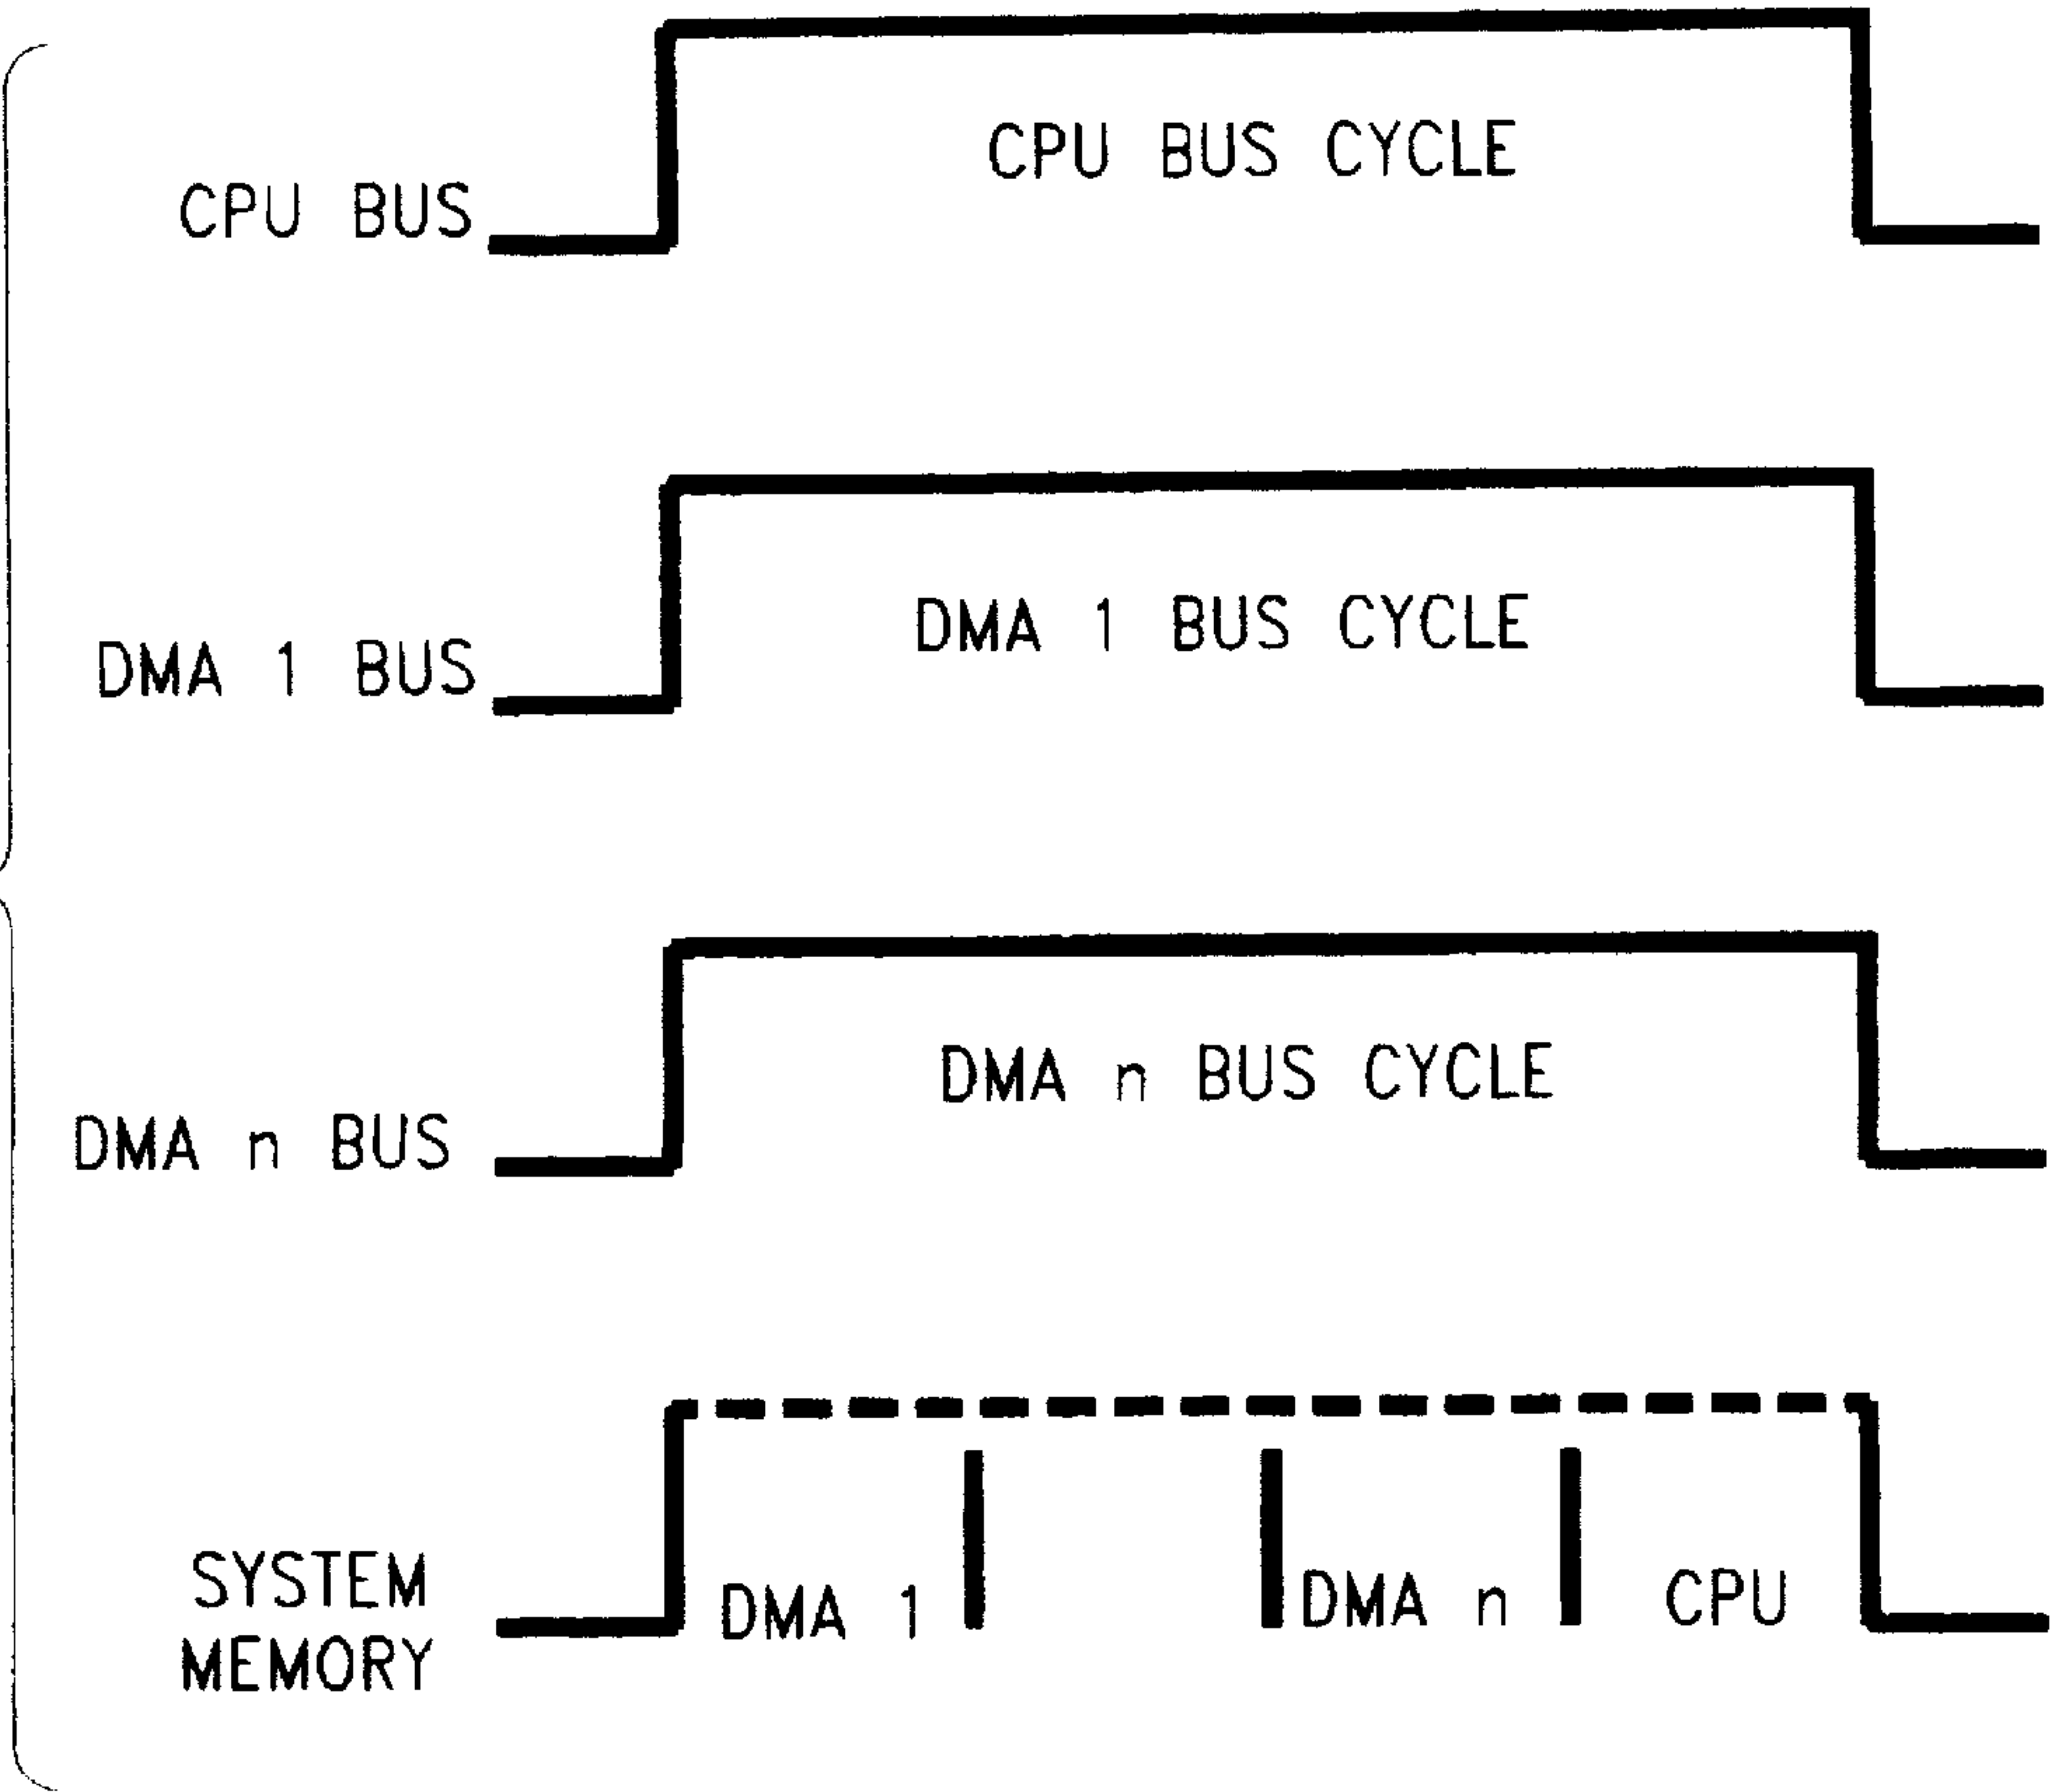 CPU BUS CYCLE
CPU BUS
DMA 1 BUS CYCLE
DMA 1 BUS
DMA n BUS CYCLE
DMA n BUS
SYSTEM
MEMORY
DMA 1
DMA n
CPU